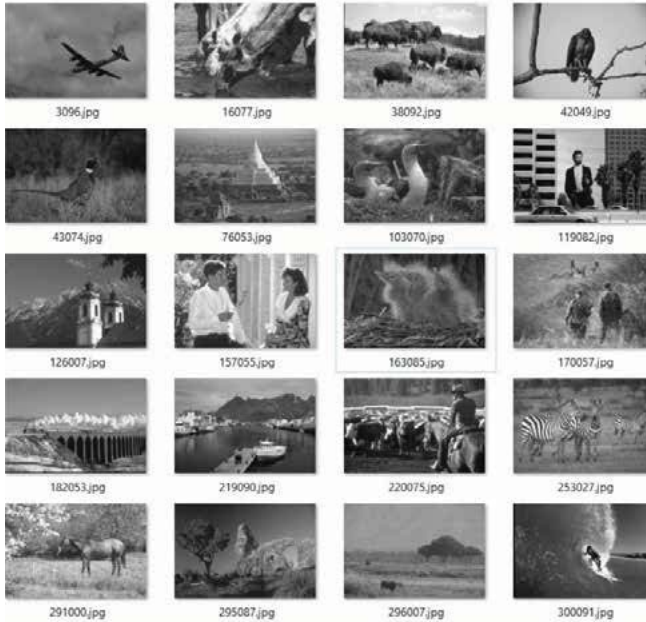 3096.jpg 16077.jpg 38092.jpg 42049.jpg
43074.jpg 76053.jpg 103070.jpg 119082.jpg
126007.jpg 157055.jpg 163085.jpg 170057.jpg
182053.jpg 219090.jpg 220075.jpg 253027.jpg
291000.jpg 295087.jpg 296007.jpg 300091.jpg